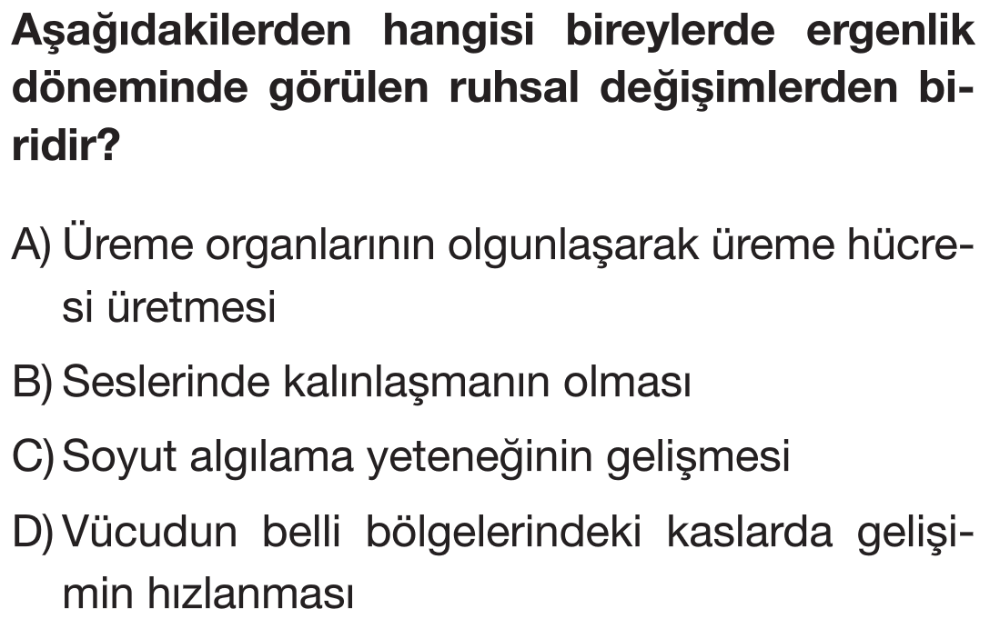 Aşağıdakilerden hangisi bireylerde ergenlik
döneminde görülen ruhsal değişimlerden bi-
ridir?
A) Üreme organlarının olgunlaşarak üreme hücre-
si üretmesi
B) Seslerinde kalınlaşmanın olması
C) Soyut algılama yeteneğinin gelişmesi
D) Vücudun belli bölgelerindeki kaslarda gelişi-
min hızlanması